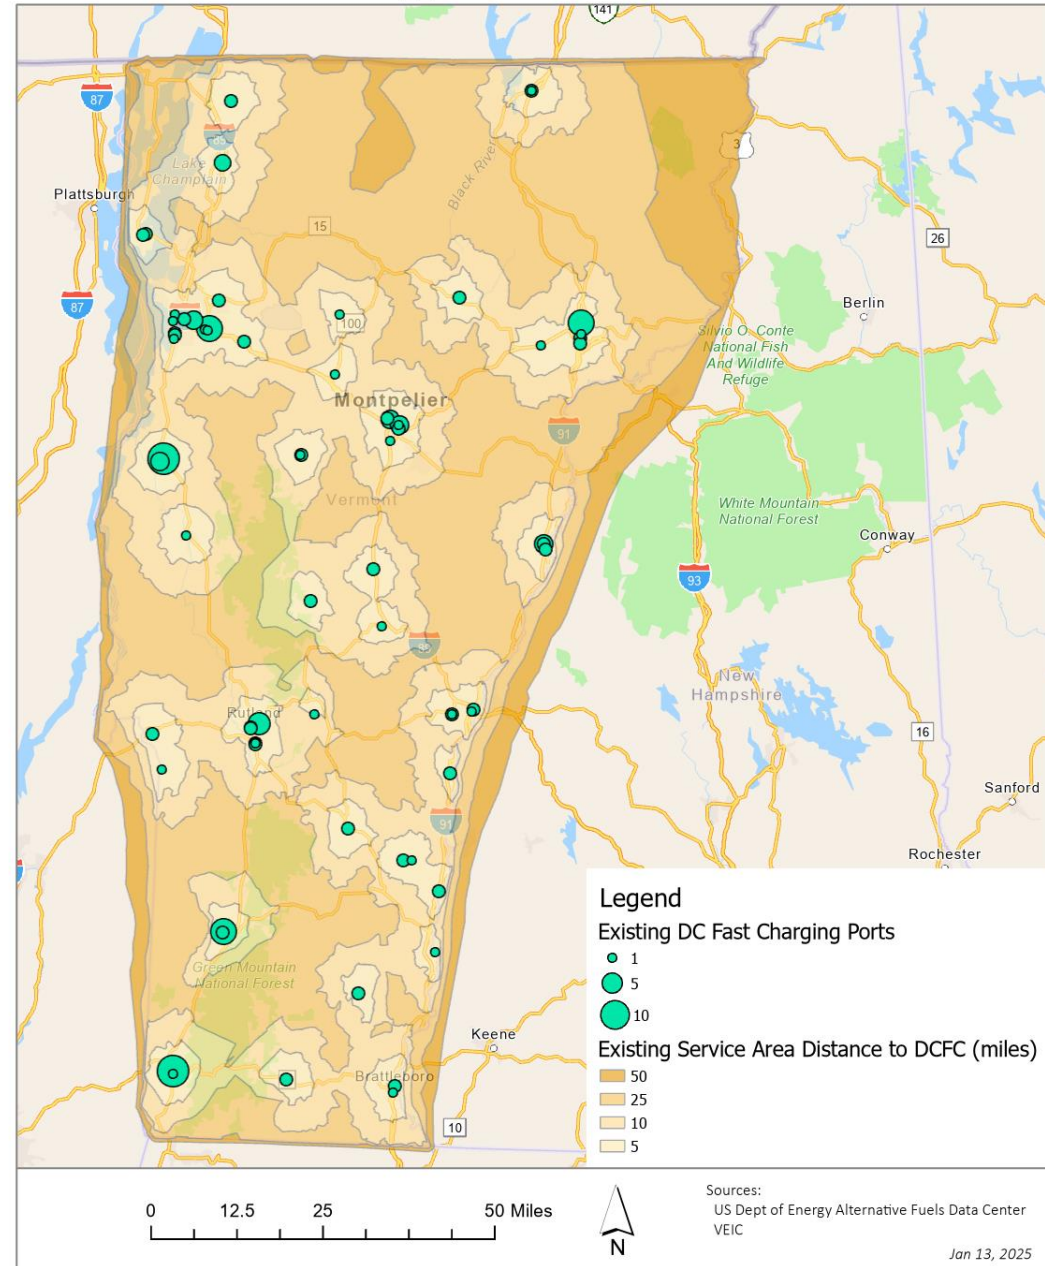 141
87
3
89
Lake
Champlain
Black River
Plattsburgh
15
26
87
Berlin
100
Silvio O. Conte
National Fish
And Wildlife
Refuge
Montpelier
91
Vermont
White Mountain
National Forest
Conway
93
89
New
Hampshire
Rutland
16
Sanford
91
Rochester
Green Mountain
National Forest
Keene
Brattleboro
10
Legend
Existing DC Fast Charging Ports
1
5
10
Existing Service Area Distance to DCFC (miles)
50
25
10
5
0 12.5 25 50 Miles
N
Sources:
US Dept of Energy Alternative Fuels Data Center
VEIC
Jan 13, 2025